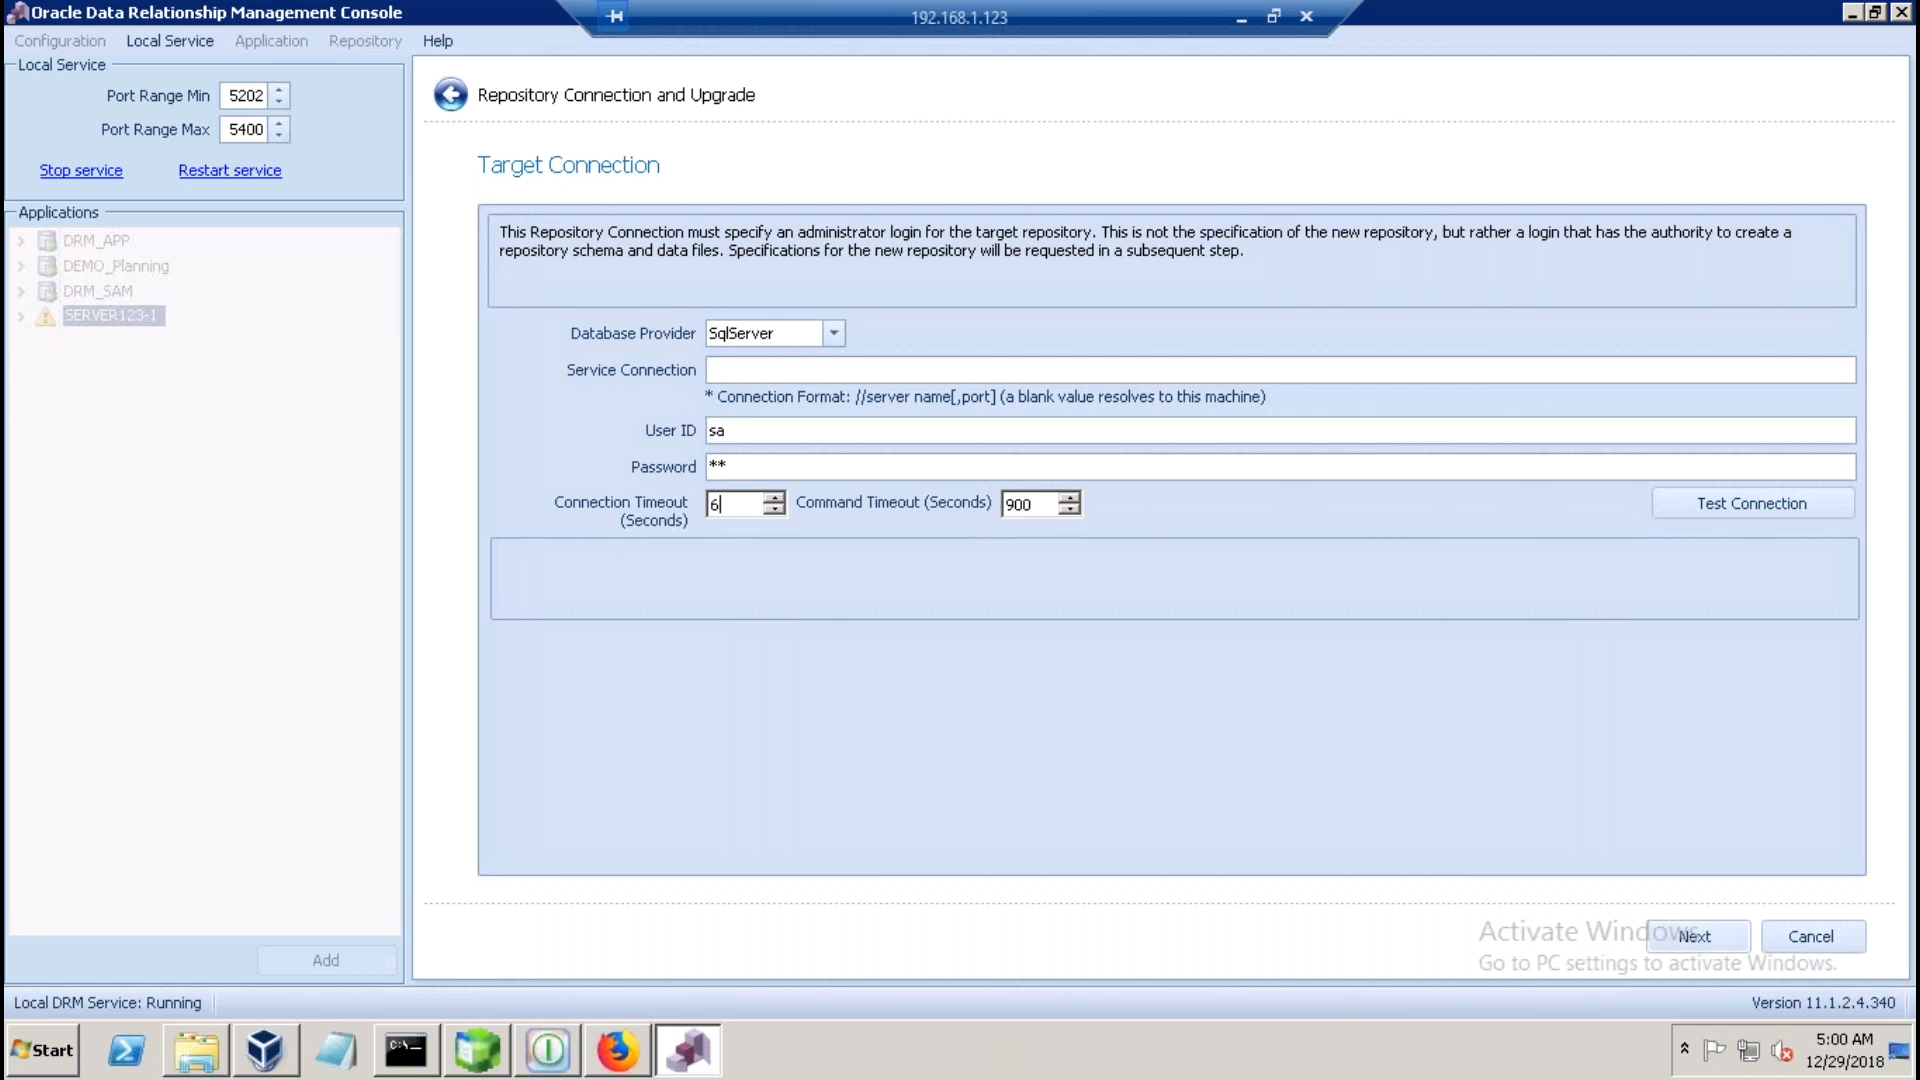 Oracle Data Relationship Management Console
192.168.1.123
Configuration Local Service Application Repository Help
Local Service
Port Range Min 5202
Port Range Max 5400
Stop service Restart service
Applications
DRM_APP
DEMO_Planning
DRM_SAM
SERVER123-1
Add
Repository Connection and Upgrade
Target Connection
This Repository Connection must specify an administrator login for the target repository. This is not the specification of the new repository, but rather a login that has the authority to create a
repository schema and data files. Specifications for the new repository will be requested in a subsequent step.
Database Provider SqlServer
Service Connection
* Connection Format: //server name[,port] (a blank value resolves to this machine)
User ID sa
Password **
Connection Timeout 6 Command Timeout (Seconds) 900 Test Connection
(Seconds)
Activate Windows
Next Cancel
Go to PC settings to activate Windows.
Local DRM Service: Running Version 11.1.2.4.340
Start
C:\
5:00 AM
12/29/2018